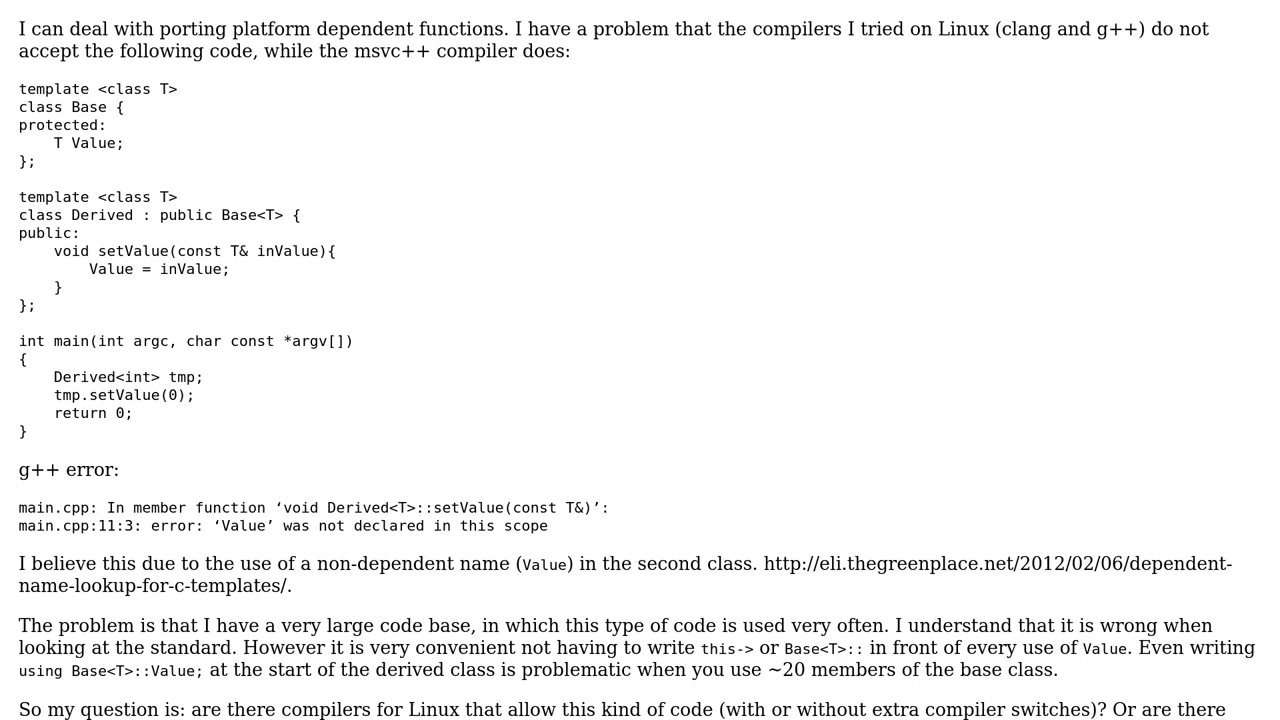 I can deal with porting platform dependent functions. I have a problem that the compilers I tried on Linux (clang and g++) do not
accept the following code, while the msvc++ compiler does:
template <class T>
class Base {
protected:
    T Value;
};
template <class T>
class Derived : public Base<T> {
public:
    void setValue(const T& inValue){
        Value = inValue;
    }
};
int main(int argc, char const *argv[])
{
    Derived<int> tmp;
    tmp.setValue(0);
    return 0;
}
g++ error:
main.cpp: In member function ‘void Derived<T>::setValue(const T&)’:
main.cpp:11:3: error: ‘Value’ was not declared in this scope
I believe this due to the use of a non-dependent name (Value) in the second class. http://eli.thegreenplace.net/2012/02/06/dependent-
name-lookup-for-c-templates/.
The problem is that I have a very large code base, in which this type of code is used very often. I understand that it is wrong when
looking at the standard. However it is very convenient not having to write this-> or Base<T>:: in front of every use of Value. Even writing
using Base<T>::Value; at the start of the derived class is problematic when you use ~20 members of the base class.
So my question is: are there compilers for Linux that allow this kind of code (with or without extra compiler switches)? Or are there